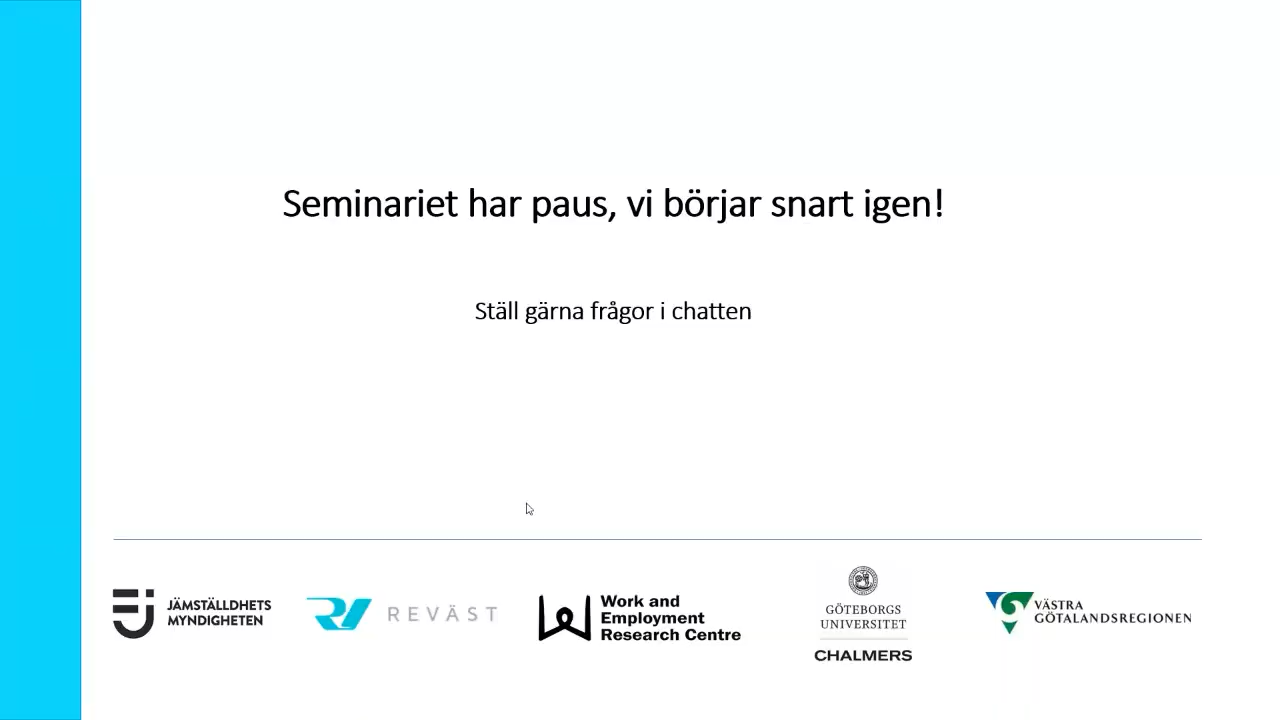 Seminariet har paus, vi börjar snart igen!
Ställ gärna frågor i chatten
JÄMSTÄLLDHETS
MYNDIGHETEN
REVÄST
Work and
Employment
Research Centre
GÖTEBORGS
UNIVERSITET
CHALMERS
VÄSTRA
GÖTALANDSREGIONEN